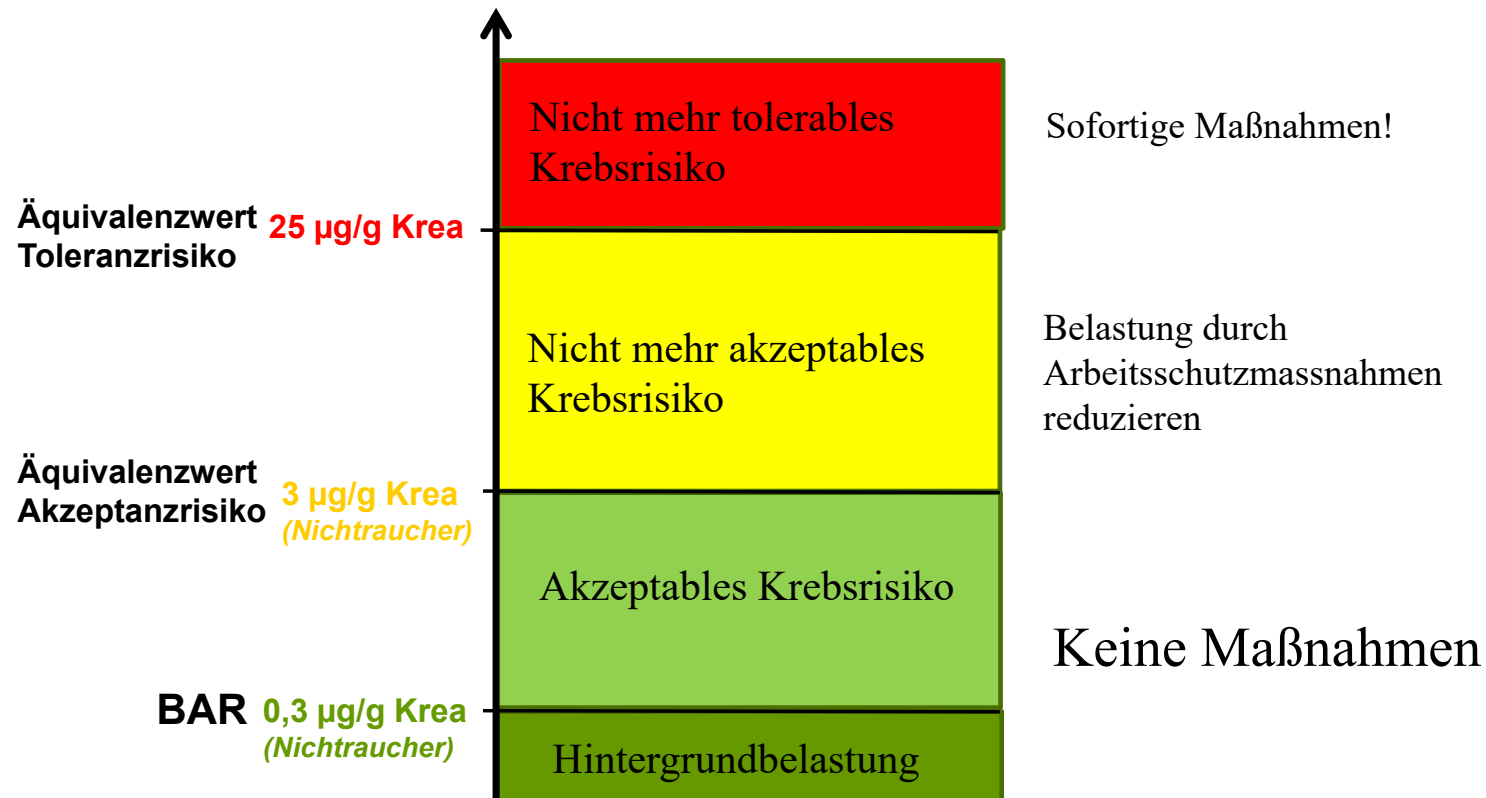 Nicht mehr tolerables
Krebsrisiko
Sofortige Maßnahmen!
Äquivalenzwert
Toleranzrisiko
25 µg/g Krea
Nicht mehr akzeptables
Krebsrisiko
Belastung durch
Arbeitsschutzmassnahmen
reduzieren
Äquivalenzwert
Akzeptanzrisiko
3 µg/g Krea
(Nichtraucher)
Akzeptables Krebsrisiko
Keine Maßnahmen
BAR
0,3 µg/g Krea
(Nichtraucher)
Hintergrundbelastung